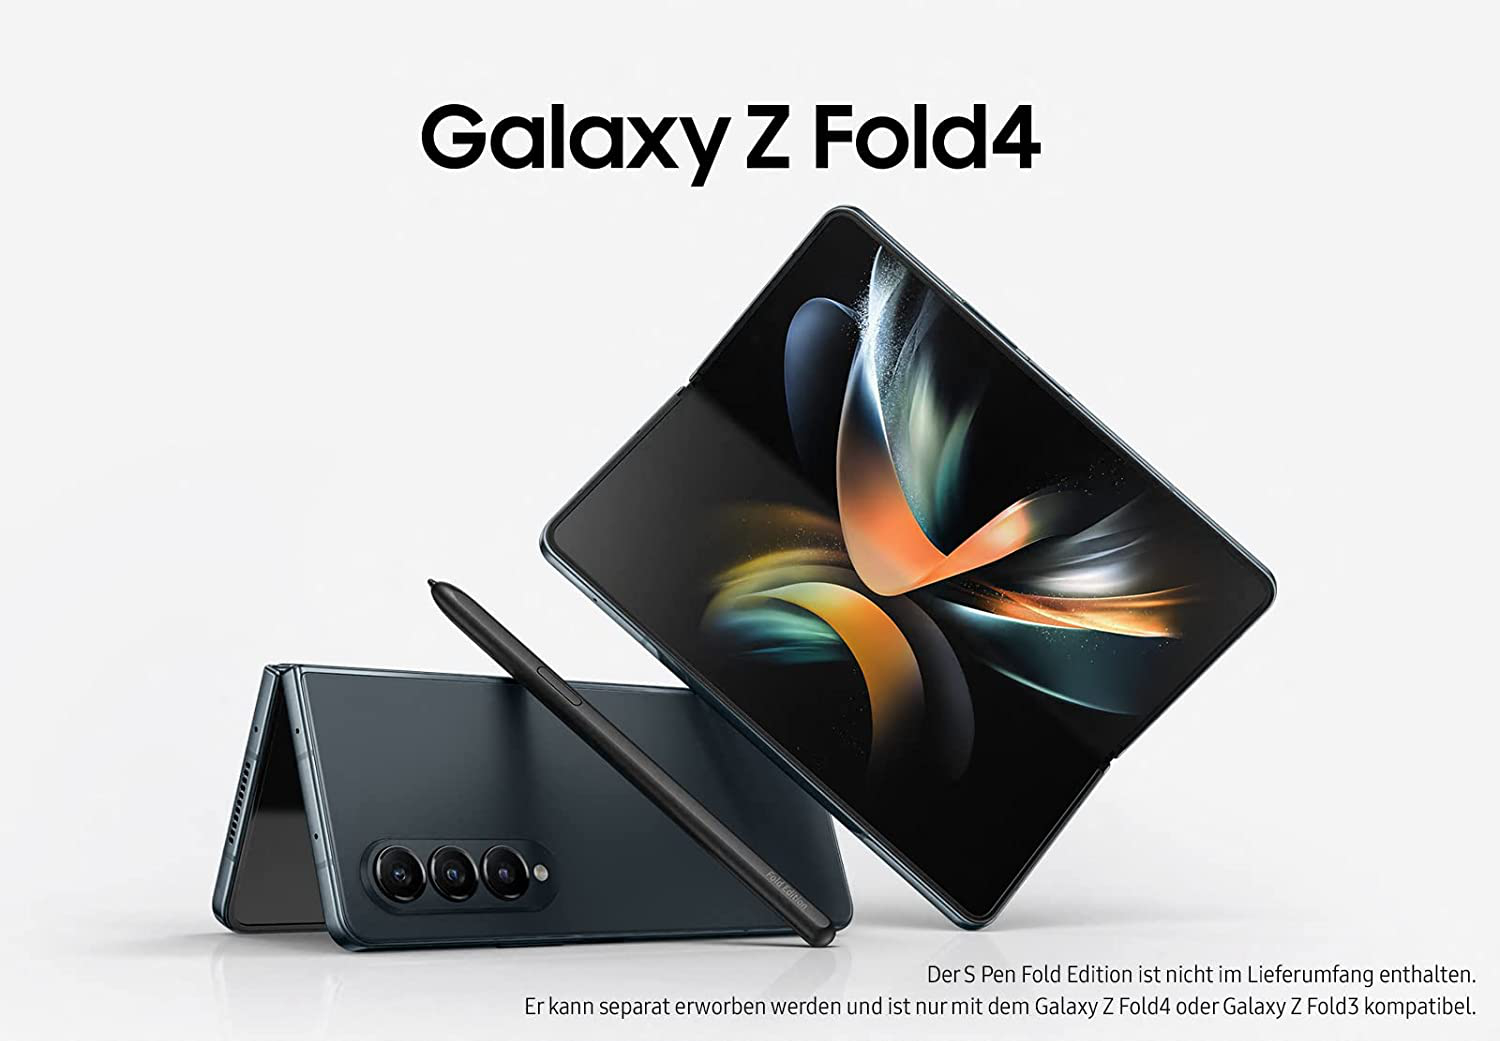 Galaxy Z Fold4
Fold Edition
Der S Pen Fold Edition ist nicht im Lieferumfang enthalten.
Er kann separat erworben werden und ist nur mit dem Galaxy Z Fold4 oder Galaxy Z Fold3 kompatibel.